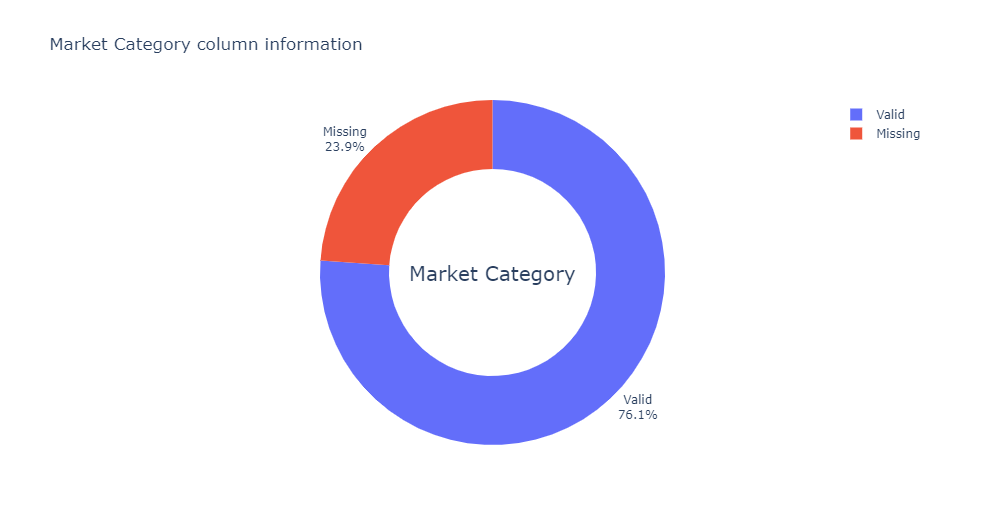 Market Category column information
Valid
Missing
Missing
23.9%
Market Category
Valid
76.1%